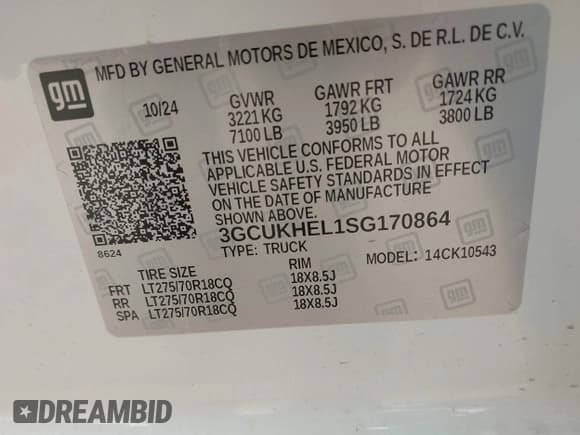 gm
MFD BY GENERAL MOTORS DE MEXICO, S. DE R.L. DE C.V.
10/24 GVWR GAWR FRT GAWR RR
3221 KG 1792 KG 1724 KG
7100 LB 3950 LB 3800 LB
THIS VEHICLE CONFORMS TO ALL
APPLICABLE U.S. FEDERAL MOTOR
VEHICLE SAFETY STANDARDS IN EFFECT
ON THE DATE OF MANUFACTURE
SHOWN ABOVE.
8624
3GCUKHEL1SG170864
TYPE: TRUCK MODEL: 14CK10543
TIRE SIZE RIM
FRT LT275/70R18CQ 18X8.5J
RR LT275/70R18CQ 18X8.5J
SPA LT275/70R18CQ 18X8.5J
$DREAMBID